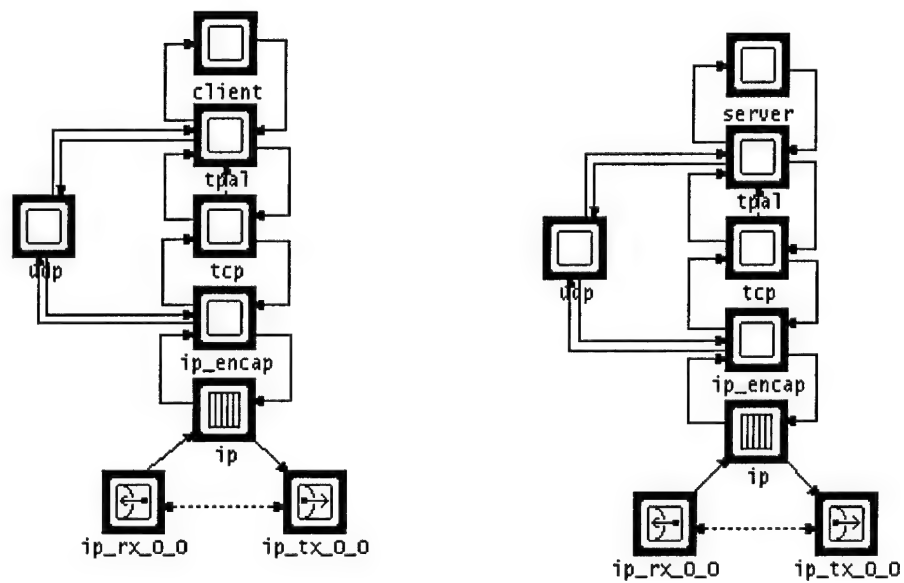 client
tpal
udp
tcp
ip_encap
ip
ip_rx_0_0
ip_tx_0_0
server
tpal
udp
tcp
ip_encap
ip
ip_rx_0_0
ip_tx_0_0